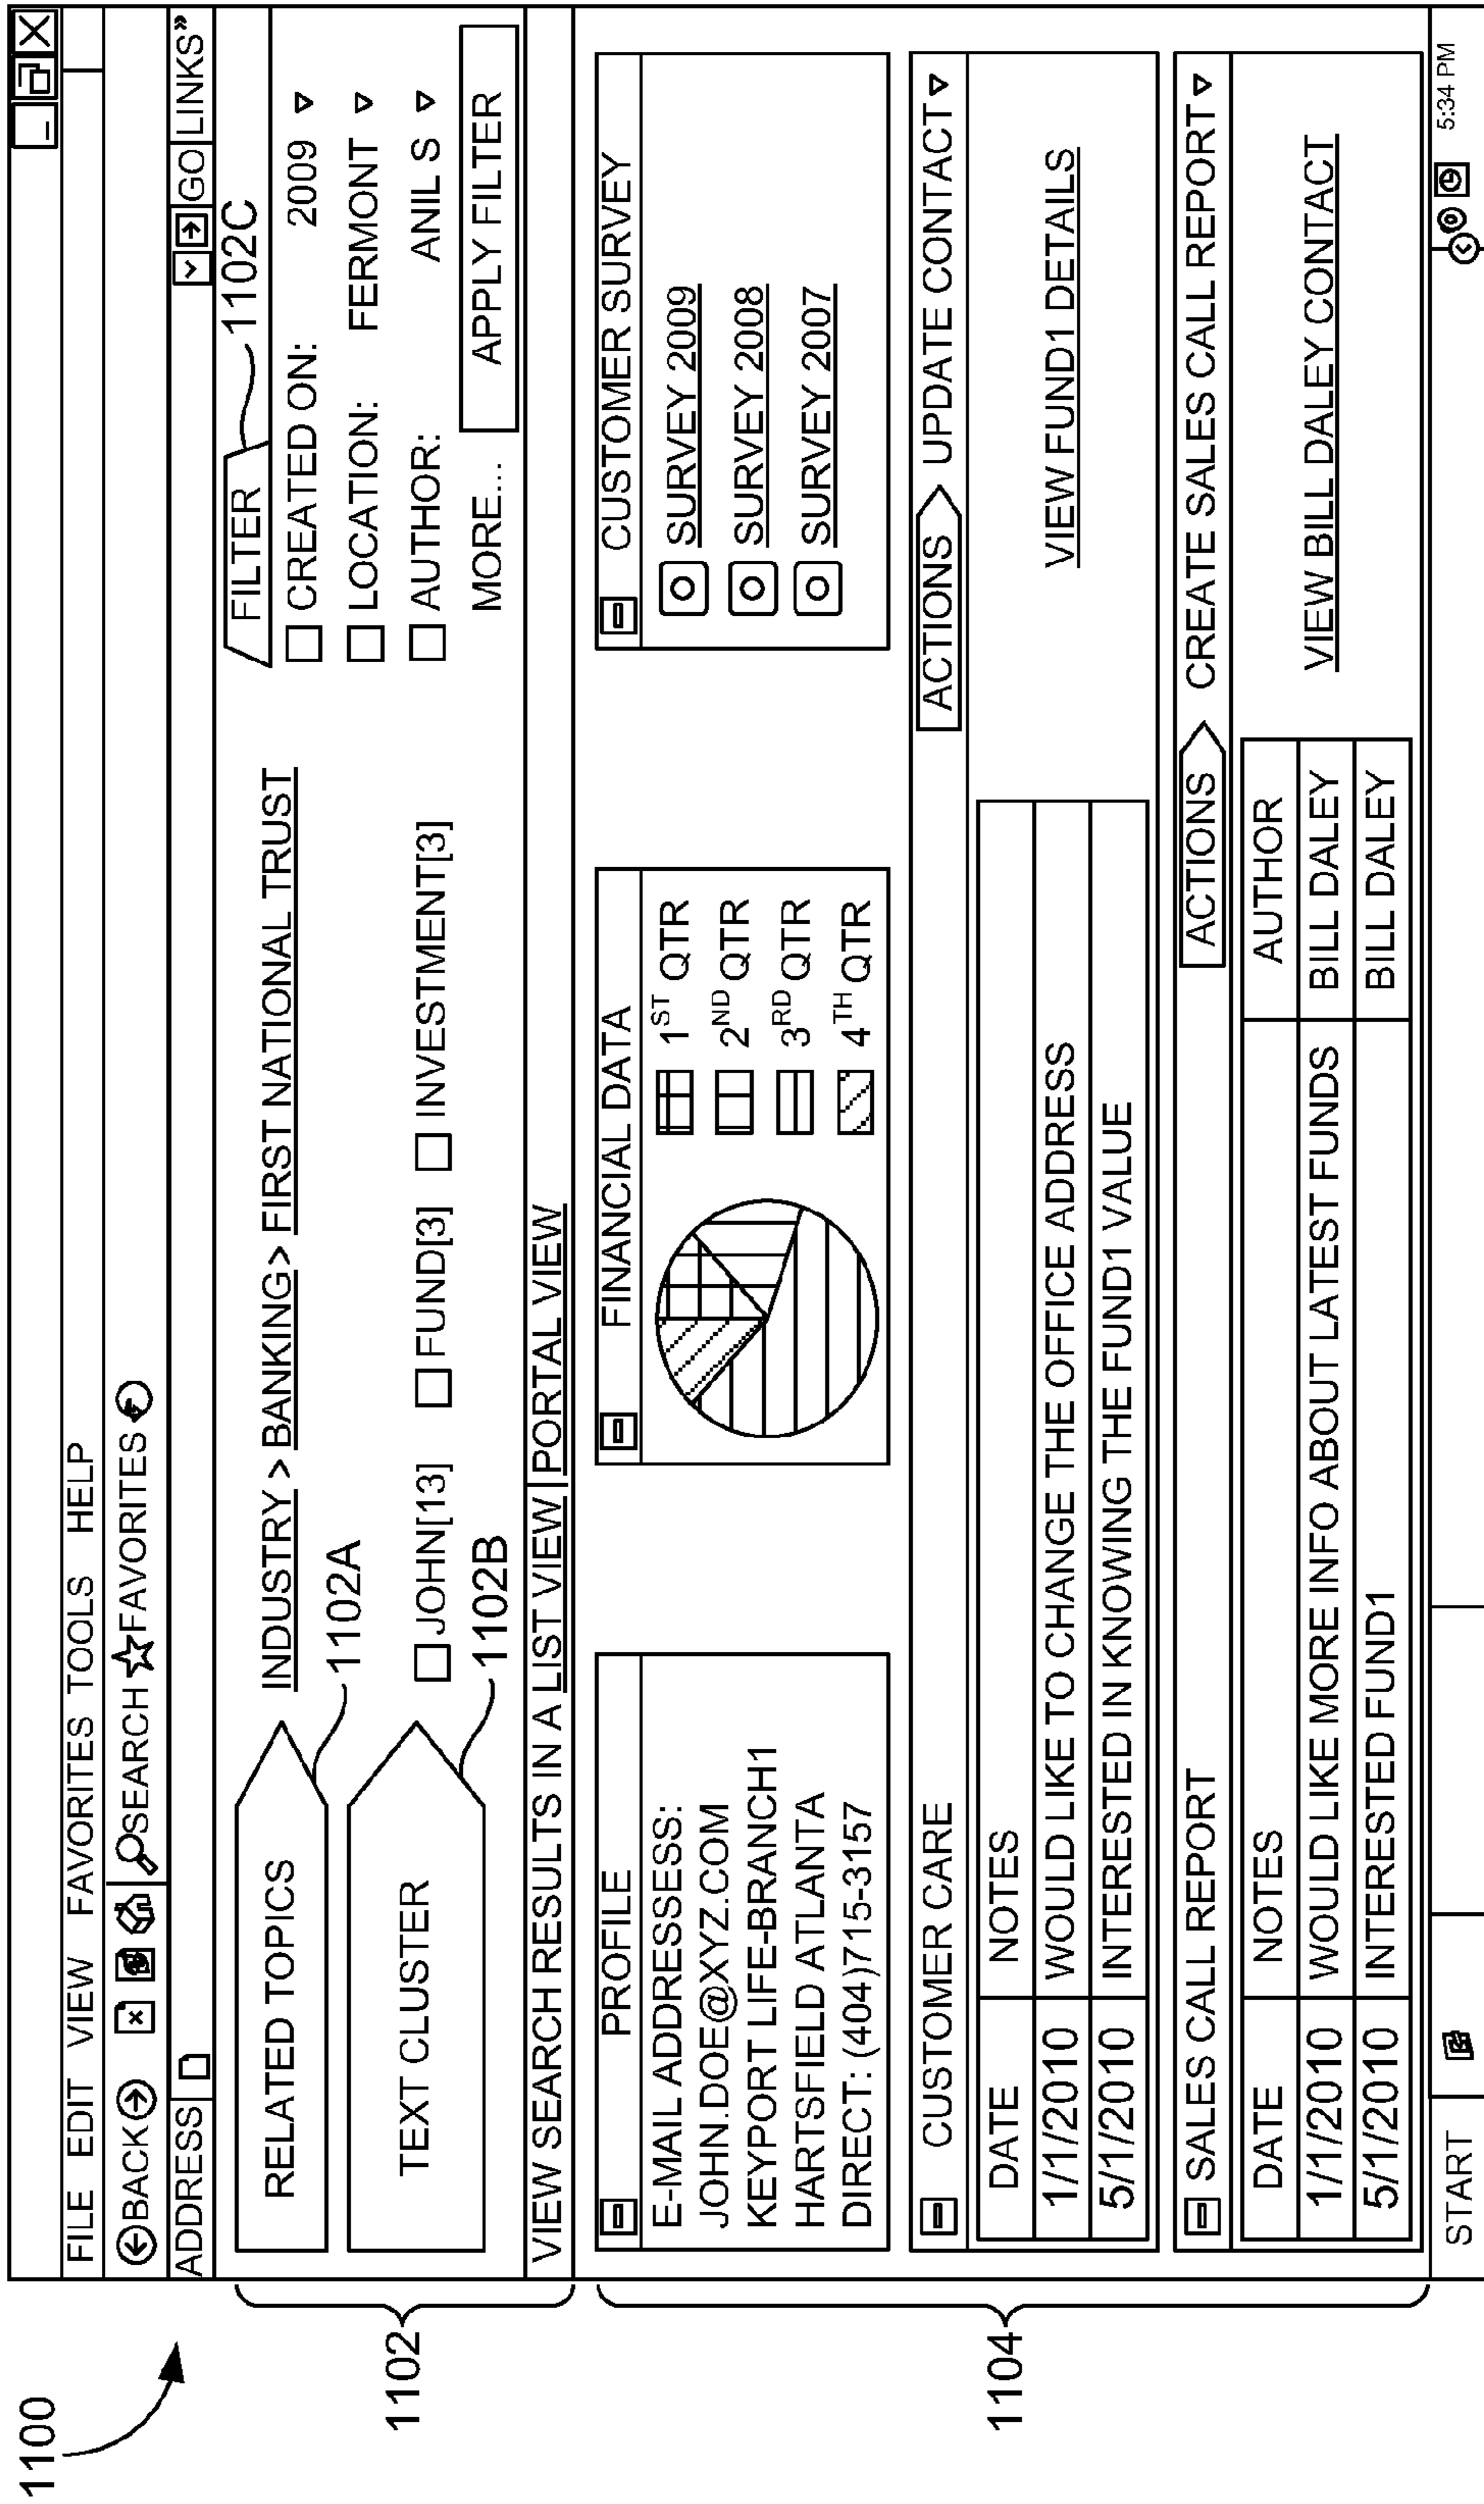 1100
FILE EDIT VIEW FAVORITES TOOLS HELP
BACK SEARCH FAVORITES
ADDRESS GO LINKS»
1102
RELATED TOPICS
INDUSTRY > BANKING > FIRST NATIONAL TRUST
1102A
TEXT CLUSTER
JOHN[13] FUND[3] INVESTMENT[3]
1102B
FILTER
1102C
CREATED ON: 2009
LOCATION: FERMONT
AUTHOR: ANIL S
MORE... APPLY FILTER
VIEW SEARCH RESULTS IN A LIST VIEW | PORTAL VIEW
1104
PROFILE
E-MAIL ADDRESSESS:
JOHN.DOE@XYZ.COM
KEYPORT LIFE-BRANCH1
HARTSFIELD ATLANTA
DIRECT: (404)715-3157
FINANCIAL DATA
1ST QTR
2ND QTR
3RD QTR
4TH QTR
CUSTOMER SURVEY
SURVEY 2009
SURVEY 2008
SURVEY 2007
CUSTOMER CARE ACTIONS UPDATE CONTACT
DATE NOTES
1/1/2010 WOULD LIKE TO CHANGE THE OFFICE ADDRESS
5/1/2010 INTERESTED IN KNOWING THE FUND1 VALUE
VIEW FUND1 DETAILS
SALES CALL REPORT ACTIONS CREATE SALES CALL REPORT
DATE NOTES AUTHOR
1/1/2010 WOULD LIKE MORE INFO ABOUT LATEST FUNDS BILL DALEY
5/1/2010 INTERESTED FUND1 BILL DALEY
VIEW BILL DALEY CONTACT
START 5:34 PM